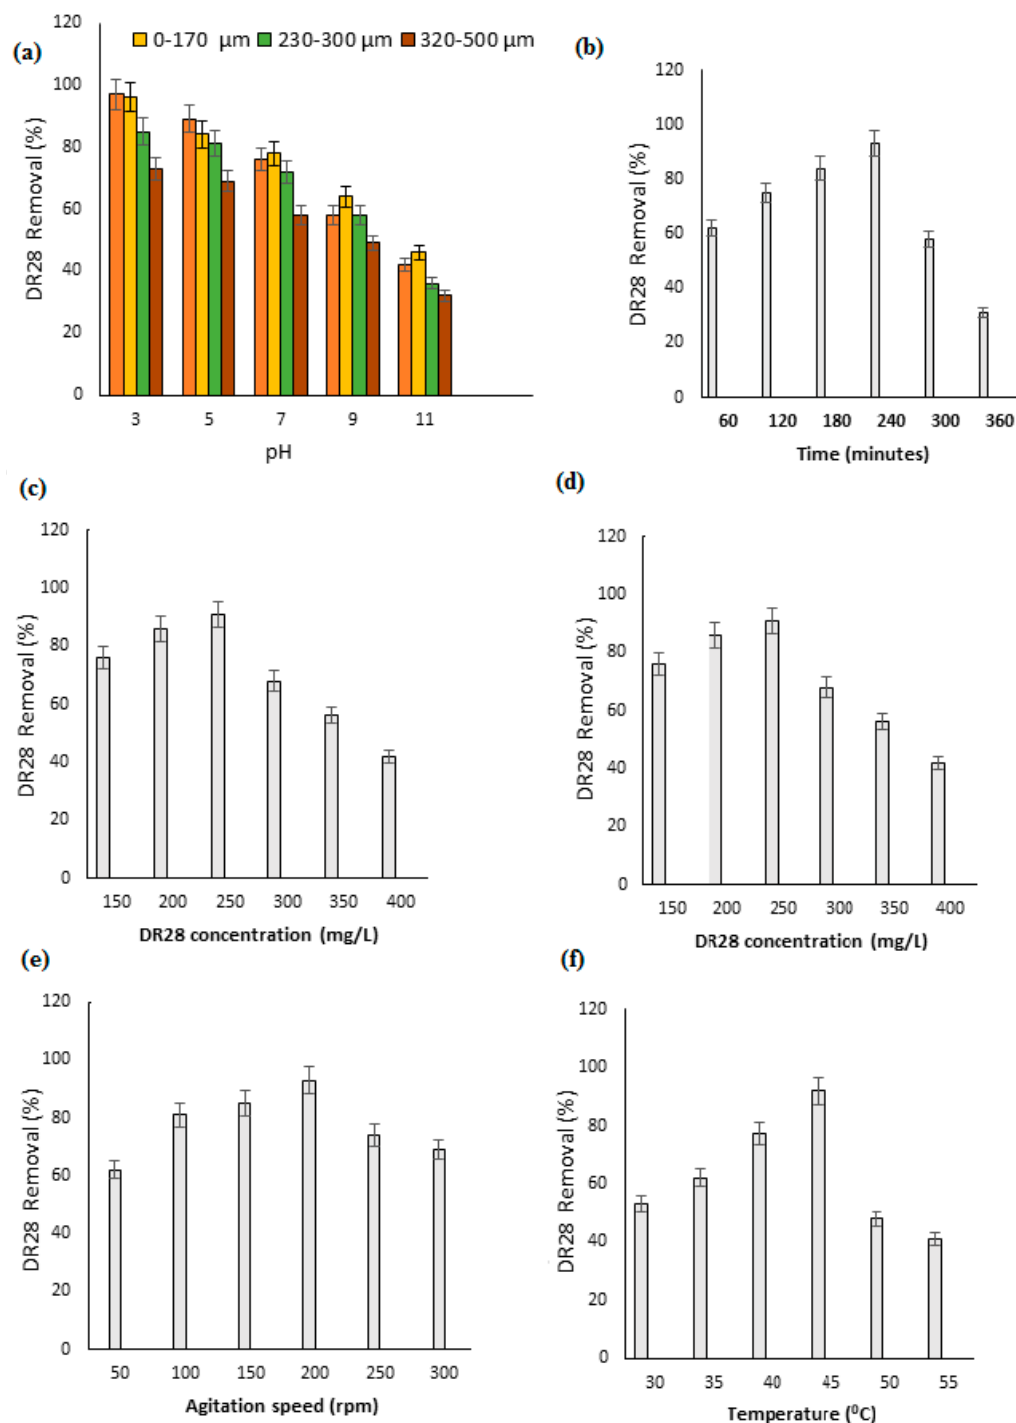 (a)
0-170 µm 230-300 µm 320-500 µm
DR28 Removal (%)
120
100
80
60
40
20
0
3 5 7 9 11
pH
(b)
DR28 Removal (%)
120
100
80
60
40
20
0
60 120 180 240 300 360
Time (minutes)
(c)
DR28 Removal (%)
120
100
80
60
40
20
0
150 200 250 300 350 400
DR28 concentration (mg/L)
(d)
DR28 Removal (%)
120
100
80
60
40
20
0
150 200 250 300 350 400
DR28 concentration (mg/L)
(e)
DR28 Removal (%)
120
100
80
60
40
20
0
50 100 150 200 250 300
Agitation speed (rpm)
(f)
DR28 Removal (%)
120
100
80
60
40
20
0
30 35 40 45 50 55
Temperature (⁰C)